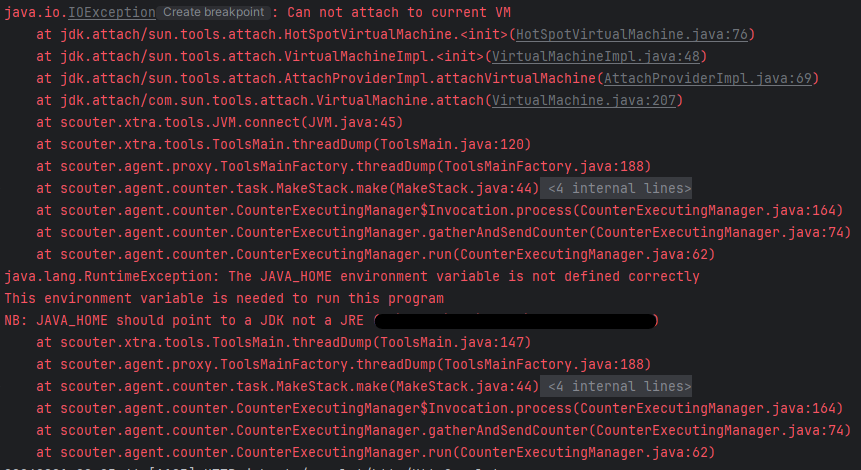 java.io.IOException Create breakpoint : Can not attach to current VM
at jdk.attach/sun.tools.attach.HotSpotVirtualMachine.<init>(HotSpotVirtualMachine.java:76)
at jdk.attach/sun.tools.attach.VirtualMachineImpl.<init>(VirtualMachineImpl.java:48)
at jdk.attach/sun.tools.attach.AttachProviderImpl.attachVirtualMachine(AttachProviderImpl.java:69)
at jdk.attach/com.sun.tools.attach.VirtualMachine.attach(VirtualMachine.java:207)
at scouter.xtra.tools.JVM.connect(JVM.java:45)
at scouter.xtra.tools.ToolsMain.threadDump(ToolsMain.java:120)
at scouter.agent.proxy.ToolsMainFactory.threadDump(ToolsMainFactory.java:188)
at scouter.agent.counter.task.MakeStack.make(MakeStack.java:44) <4 internal lines>
at scouter.agent.counter.CounterExecutingManager$Invocation.process(CounterExecutingManager.java:164)
at scouter.agent.counter.CounterExecutingManager.gatherAndSendCounter(CounterExecutingManager.java:74)
at scouter.agent.counter.CounterExecutingManager.run(CounterExecutingManager.java:62)
java.lang.RuntimeException: The JAVA_HOME environment variable is not defined correctly
This environment variable is needed to run this program
NB: JAVA_HOME should point to a JDK not a JRE ( )
at scouter.xtra.tools.ToolsMain.threadDump(ToolsMain.java:147)
at scouter.agent.proxy.ToolsMainFactory.threadDump(ToolsMainFactory.java:188)
at scouter.agent.counter.task.MakeStack.make(MakeStack.java:44) <4 internal lines>
at scouter.agent.counter.CounterExecutingManager$Invocation.process(CounterExecutingManager.java:164)
at scouter.agent.counter.CounterExecutingManager.gatherAndSendCounter(CounterExecutingManager.java:74)
at scouter.agent.counter.CounterExecutingManager.run(CounterExecutingManager.java:62)